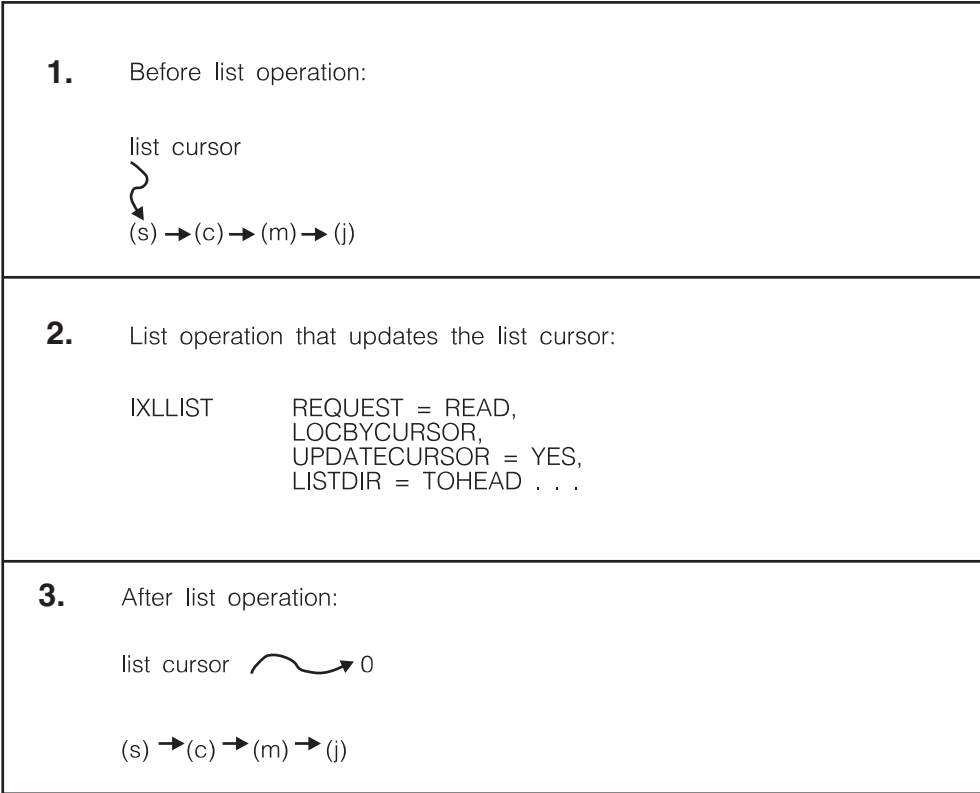 1. Before list operation:
list cursor
(s) → (c) → (m) → (j)
2. List operation that updates the list cursor:
IXLLIST REQUEST = READ,
LOCBYCURSOR,
UPDATECURSOR = YES,
LISTDIR = TOHEAD . . .
3. After list operation:
list cursor 0
(s) → (c) → (m) → (j)